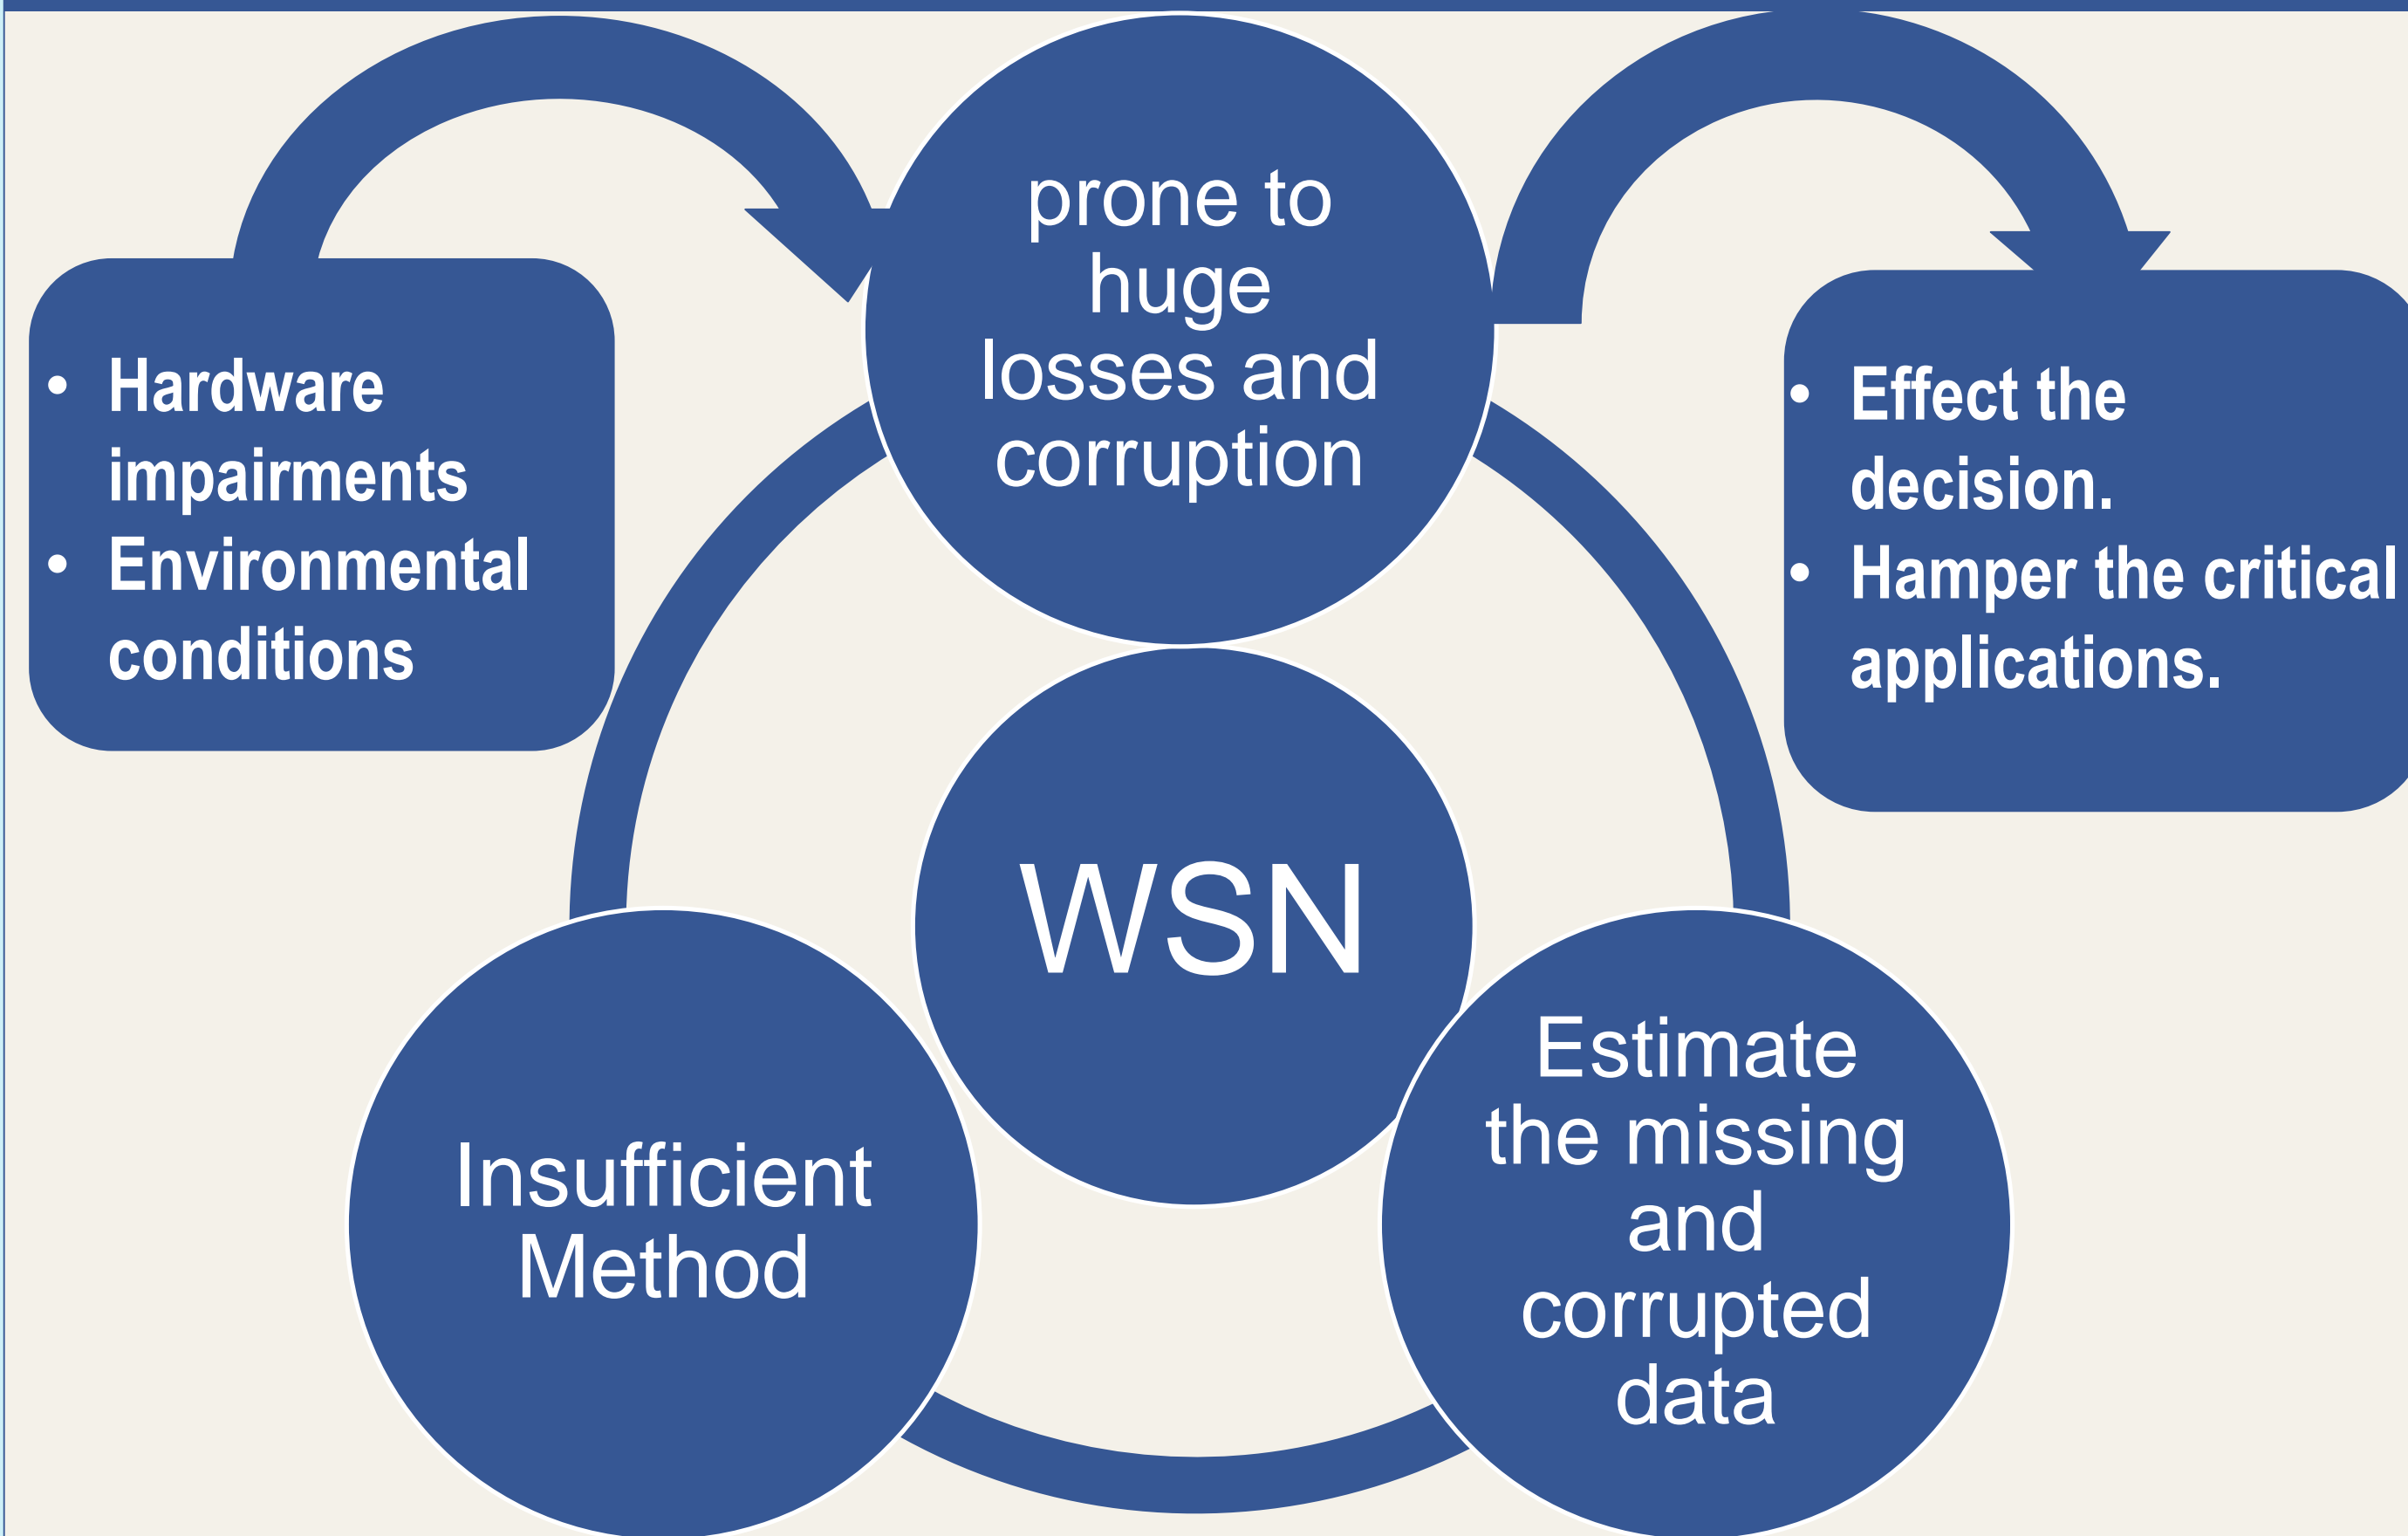 prone to
huge
losses and
corruption
• Hardware
impairments
• Environmental
conditions
• Effect the
decision.
• Hamper the critical
applications.
WSN
Insufficient
Method
Estimate
the missing
and
corrupted
data